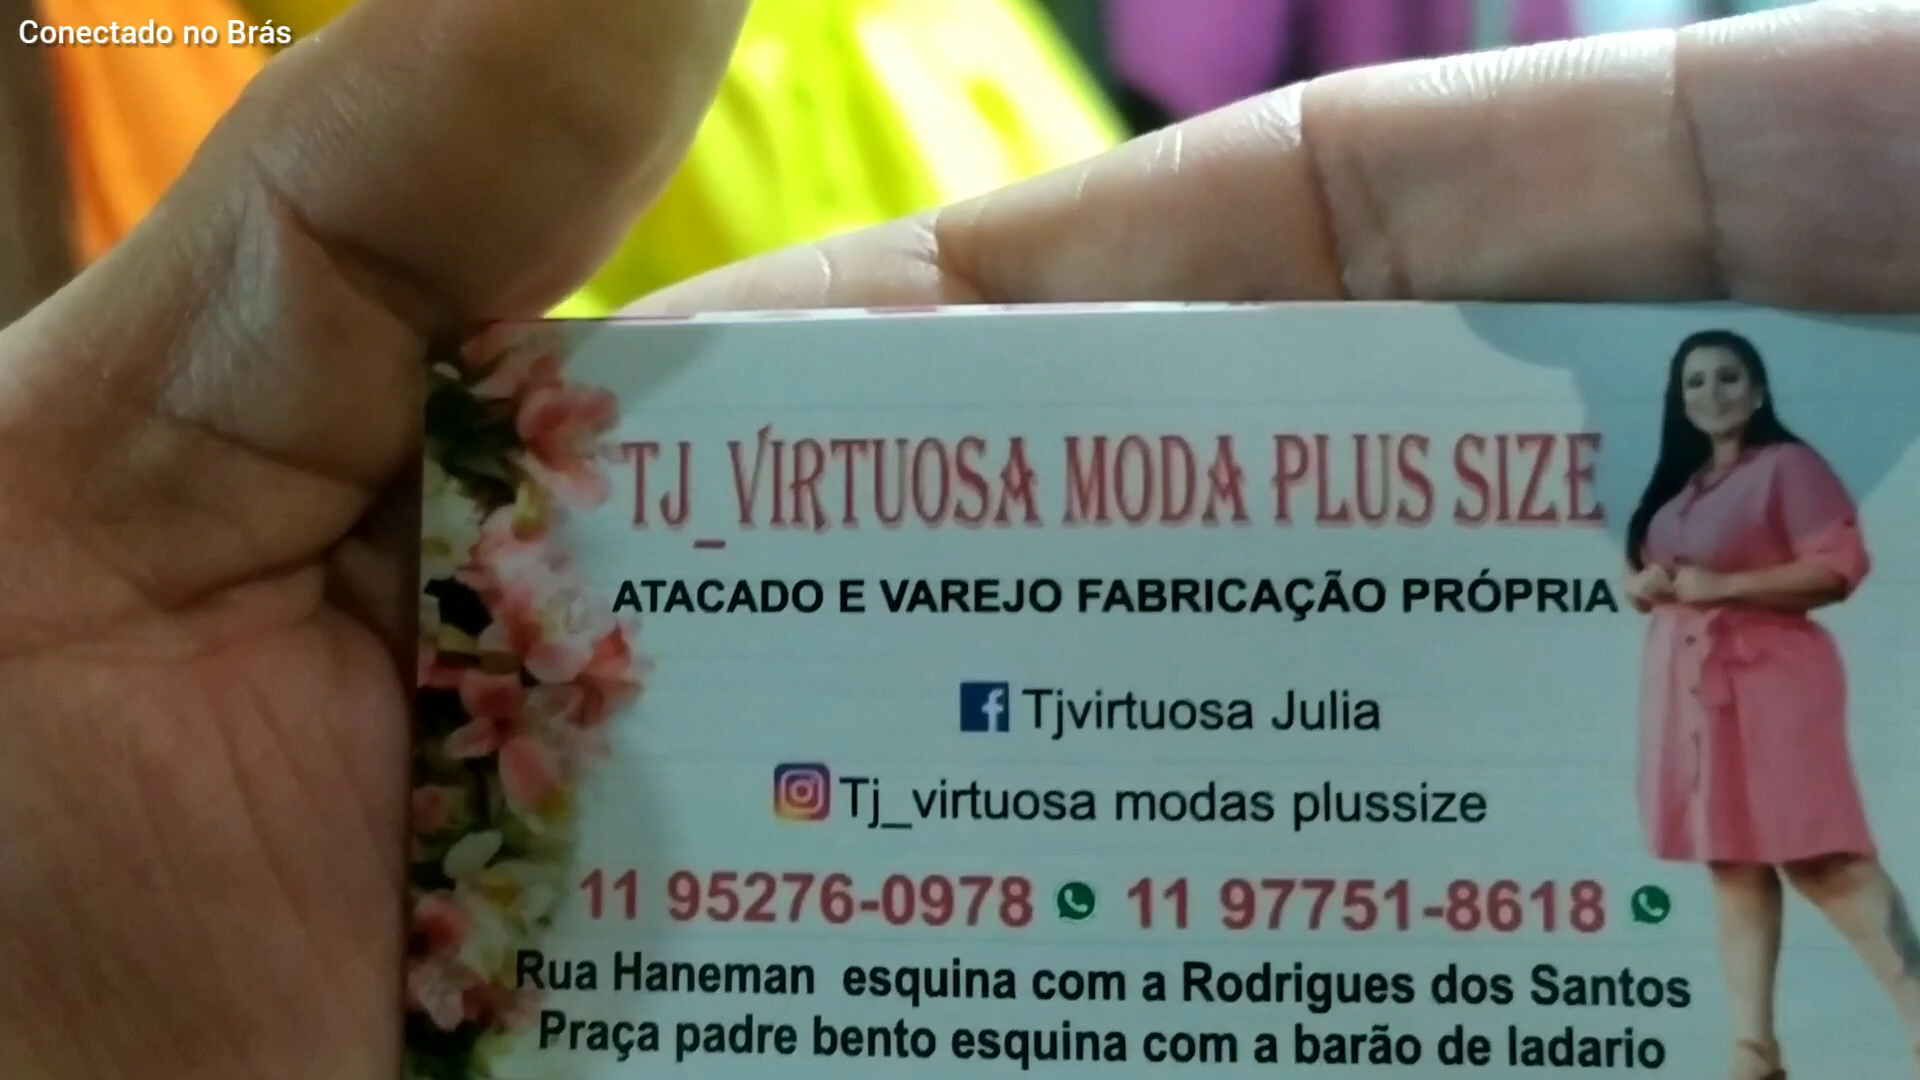 Conectado no Brás
TJ_VIRTUOSA MODA PLUS SIZE
ATACADO E VAREJO FABRICAÇÃO PRÓPRIA
Tjvirtuosa Julia
Tj_virtuosa modas plussize
11 95276-0978 11 97751-8618
Rua Haneman esquina com a Rodrigues dos Santos
Praça padre bento esquina com a barão de ladario